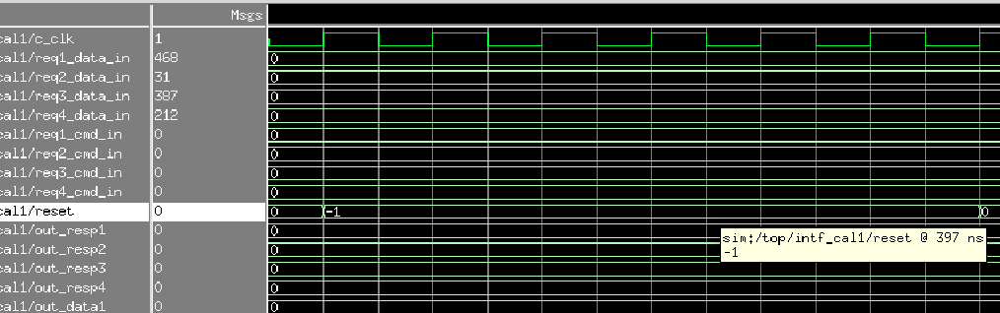 Msgs
cal1/c_clk 1
cal1/req1_data_in 468 0
cal1/req2_data_in 31 0
cal1/req3_data_in 387 0
cal1/req4_data_in 212 0
cal1/req1_cmd_in 0 0
cal1/req2_cmd_in 0 0
cal1/req3_cmd_in 0 0
cal1/req4_cmd_in 0 0
cal1/reset 0 0 -1 0
cal1/out_resp1 0 0
cal1/out_resp2 0 0
cal1/out_resp3 0 0
cal1/out_resp4 0 0
cal1/out_data1 0 0
sim:/top/intf_cal1/reset @ 397 ns
-1